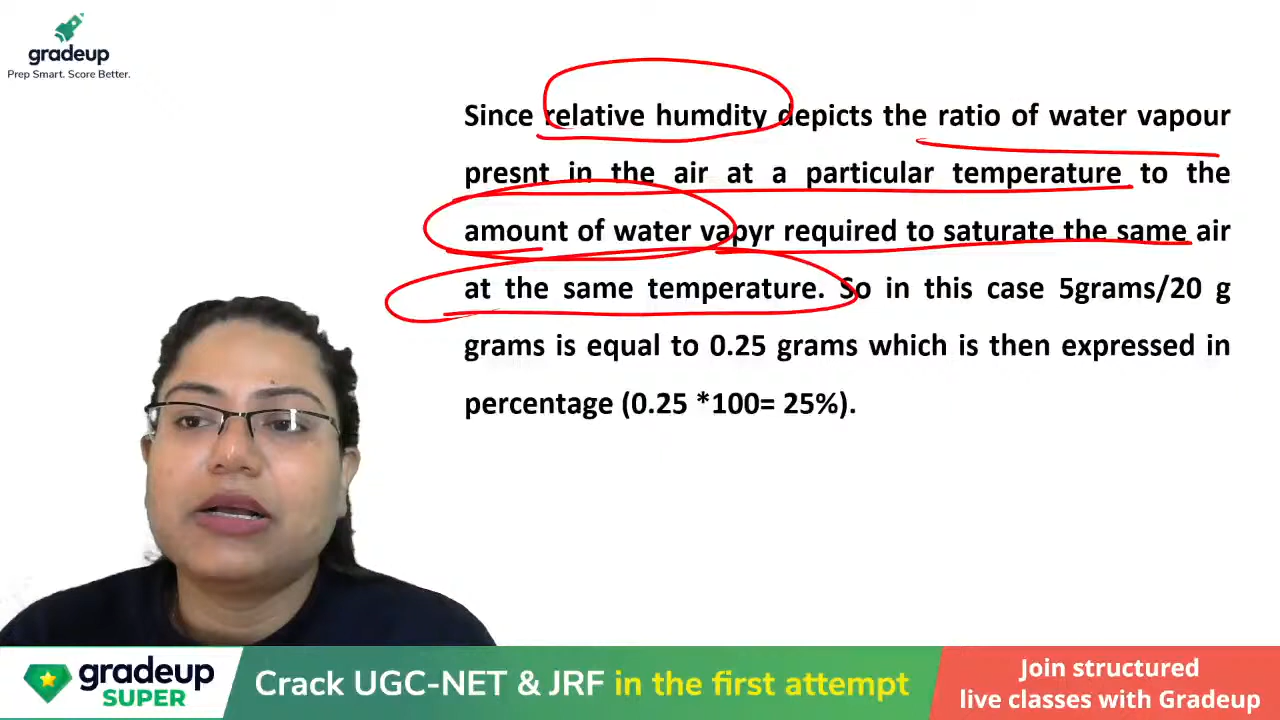 gradeup
Prep Smart. Score Better.
Since relative humdity depicts the ratio of water vapour
presnt in the air at a particular temperature to the
amount of water vapyr required to saturate the same air
at the same temperature. So in this case 5grams/20 g
grams is equal to 0.25 grams which is then expressed in
percentage (0.25 *100= 25%).
gradeup
SUPER
Crack UGC-NET & JRF in the first attempt
Join structured
live classes with Gradeup